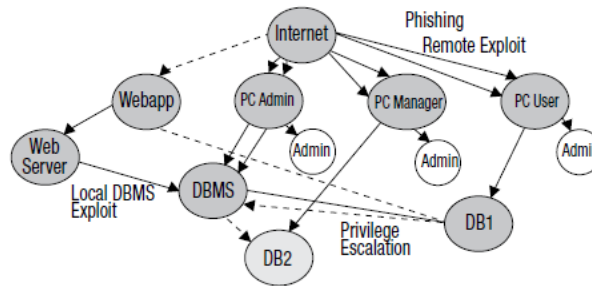 Phishing
Internet
Remote Exploit
Webapp
PC Admin
PC Manager
PC User
Web
Server
Admin
Admin
Admin
Local DBMS
Exploit
DBMS
Privilege
Escalation
DB1
DB2